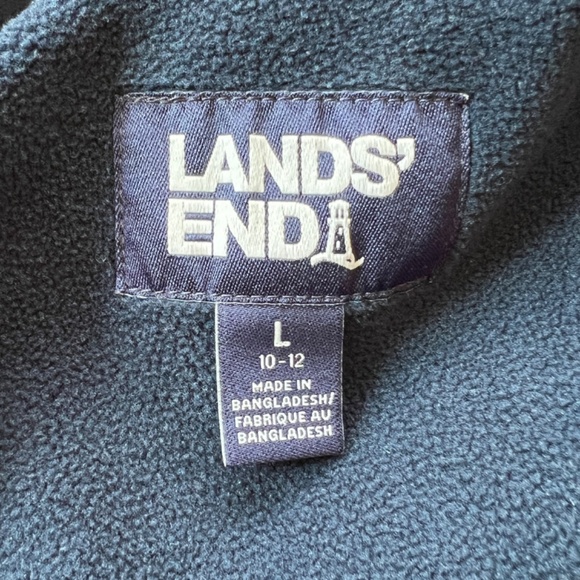 LANDS'
END
L
10-12
MADE IN
BANGLADESH/
FABRIQUE AU
BANGLADESH